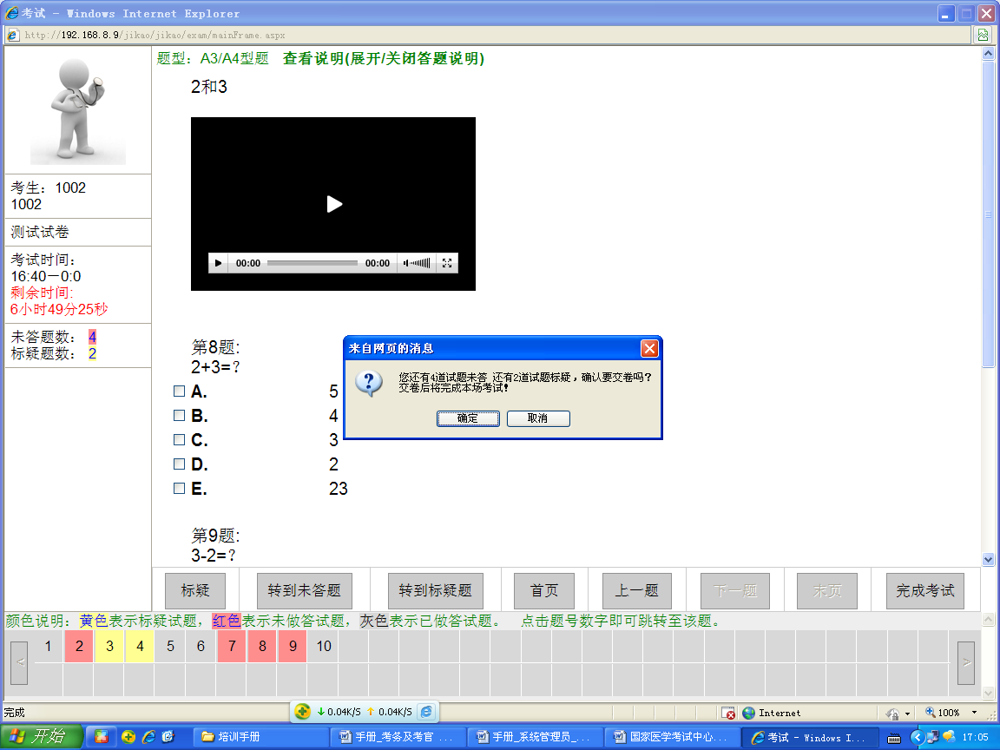 考试 - Windows Internet Explorer
http://192.168.8.9/jikao/jikao/exam/mainFrame.aspx
题型: A3/A4型题 查看说明(展开/关闭答题说明)
2和3
考生: 1002
1002
测试试卷
考试时间:
16:40—0:0
剩余时间:
6小时49分25秒
未答题数: 4
标疑题数: 2
00:00 00:00
第8题:
2+3=?
A. 5
B. 4
C. 3
D. 2
E. 23
来自网页的消息
您还有4道试题未答 还有2道试题标疑，确认要交卷吗?
交卷后将完成本场考试!
确定 取消
第9题:
3-2=?
标疑 转到未答题 转到标疑题 首页 上一题 下一题 末页 完成考试
颜色说明: 黄色表示标疑试题, 红色表示未做答试题, 灰色表示已做答试题。 点击题号数字即可跳转至该题。
< 1 2 3 4 5 6 7 8 9 10 >
完成 0.04K/S 0.04K/S Internet 100%
开始 培训手册 手册_考务及考官 ... 手册_系统管理员_... 国家医学考试中心... 考试 - Windows I... 17:05